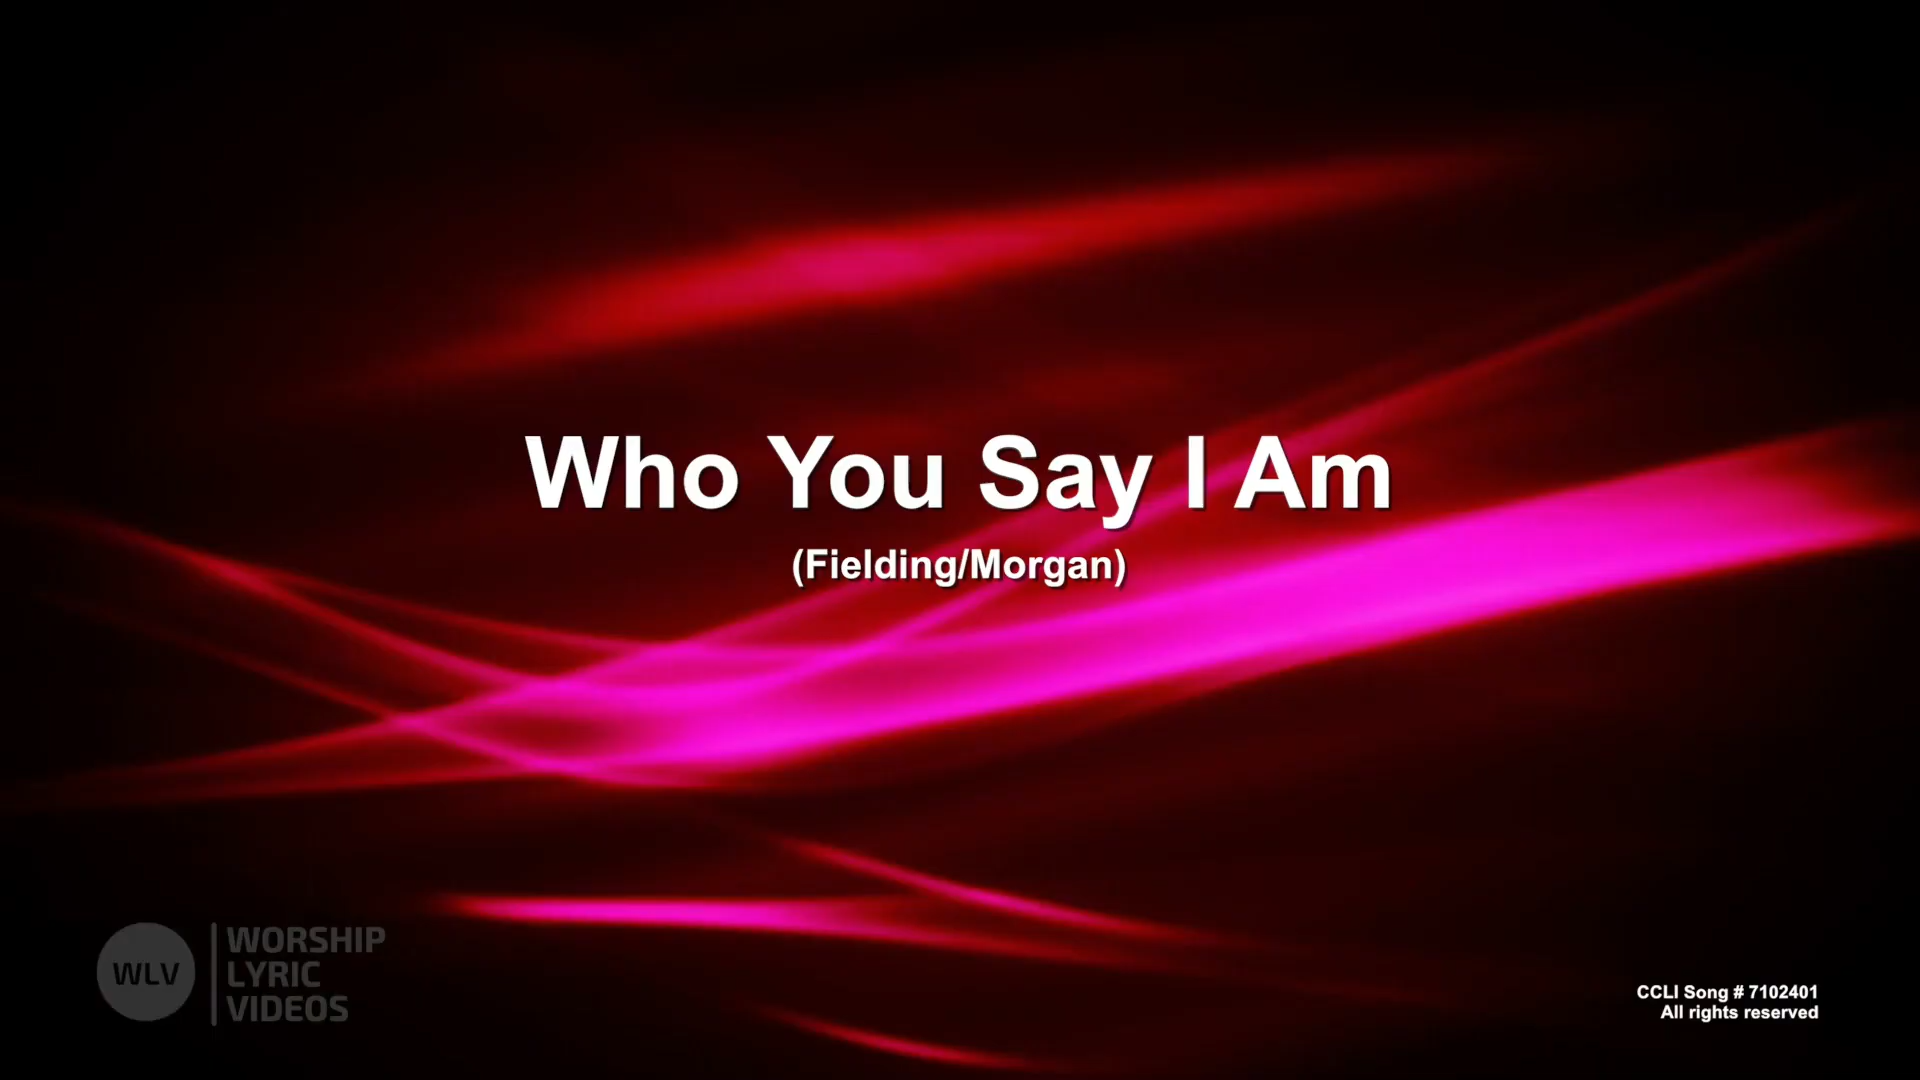 Who You Say I Am
(Fielding/Morgan)
WLV
WORSHIP
LYRIC
VIDEOS
CCLI Song # 7102401
All rights reserved